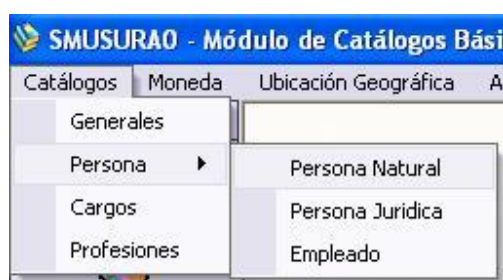 SMUSURA0 - Módulo de Catálogos Bási
Catálogos Moneda Ubicación Geográfica A
Generales
Persona Persona Natural
Cargos Persona Juridica
Profesiones Empleado